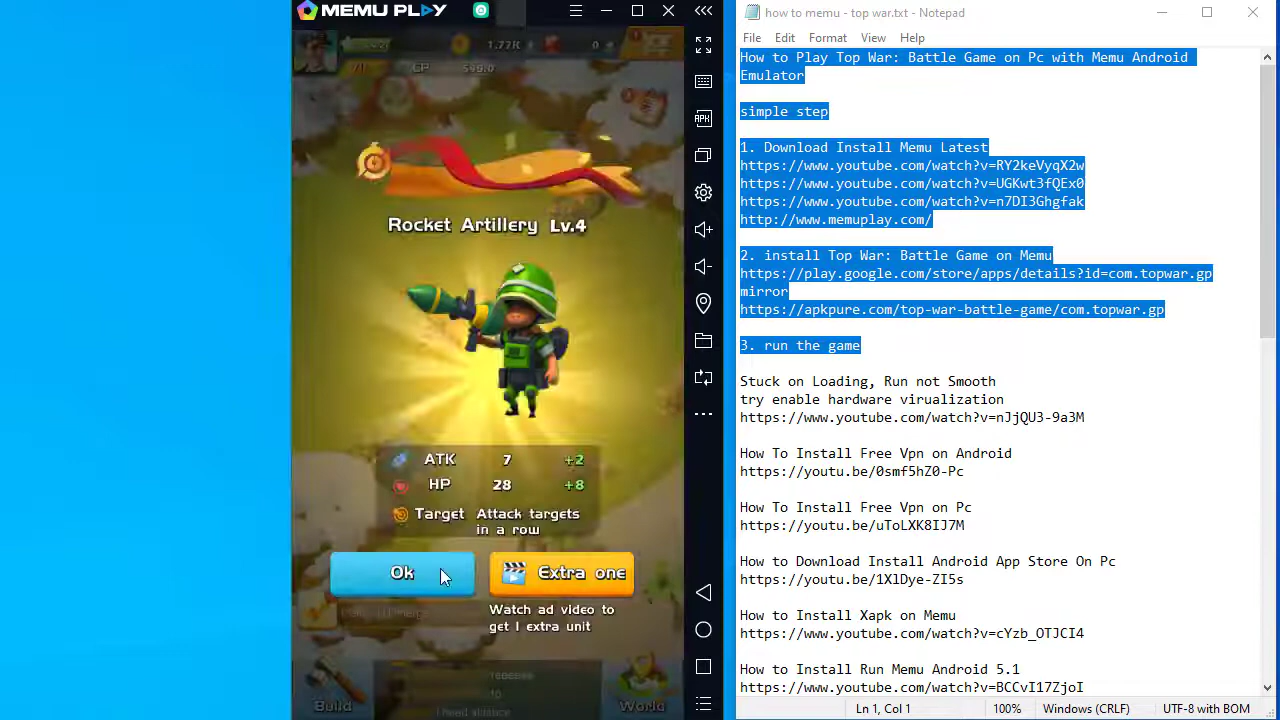 MEMU PLAY
1.77K
0
CP
Rocket Artillery Lv.4
ATK 7 +2
HP 28 +8
Target Attack targets
in a row
Ok
Extra one
Watch ad video to
get 1 extra unit
Build
World
APK
how to memu - top war.txt - Notepad
File Edit Format View Help
How to Play Top War: Battle Game on Pc with Memu Android
Emulator
simple step
1. Download Install Memu Latest
https://www.youtube.com/watch?v=RY2keVyqX2w
https://www.youtube.com/watch?v=UGKwt3fQEx0
https://www.youtube.com/watch?v=n7DI3Ghgfak
http://www.memuplay.com/
2. install Top War: Battle Game on Memu
https://play.google.com/store/apps/details?id=com.topwar.gp
mirror
https://apkpure.com/top-war-battle-game/com.topwar.gp
3. run the game
Stuck on Loading, Run not Smooth
try enable hardware virualization
https://www.youtube.com/watch?v=nJjQU3-9a3M
How To Install Free Vpn on Android
https://youtu.be/0smf5hZ0-Pc
How To Install Free Vpn on Pc
https://youtu.be/uToLXK8IJ7M
How to Download Install Android App Store On Pc
https://youtu.be/1XlDye-ZI5s
How to Install Xapk on Memu
https://www.youtube.com/watch?v=cYzb_OTJCI4
How to Install Run Memu Android 5.1
https://www.youtube.com/watch?v=BCCvI17ZjoI
Ln 1, Col 1 100% Windows (CRLF) UTF-8 with BOM